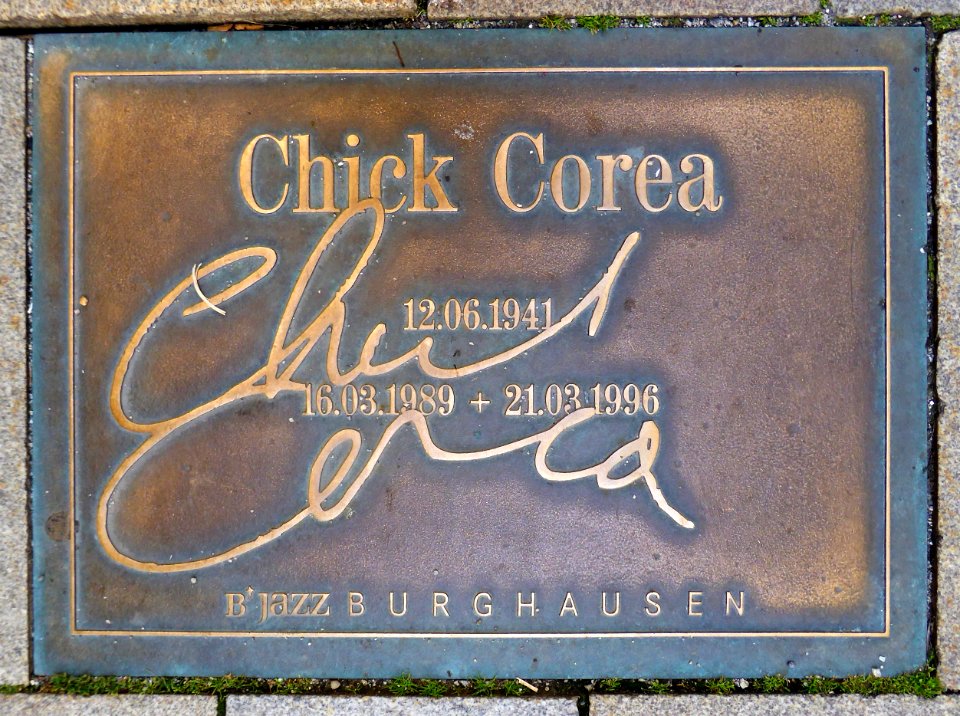 Chick Corea
Chick
12.06.1941
16.03.1989 + 21.03.1996
Corea
B'jazz BURGHAUSEN